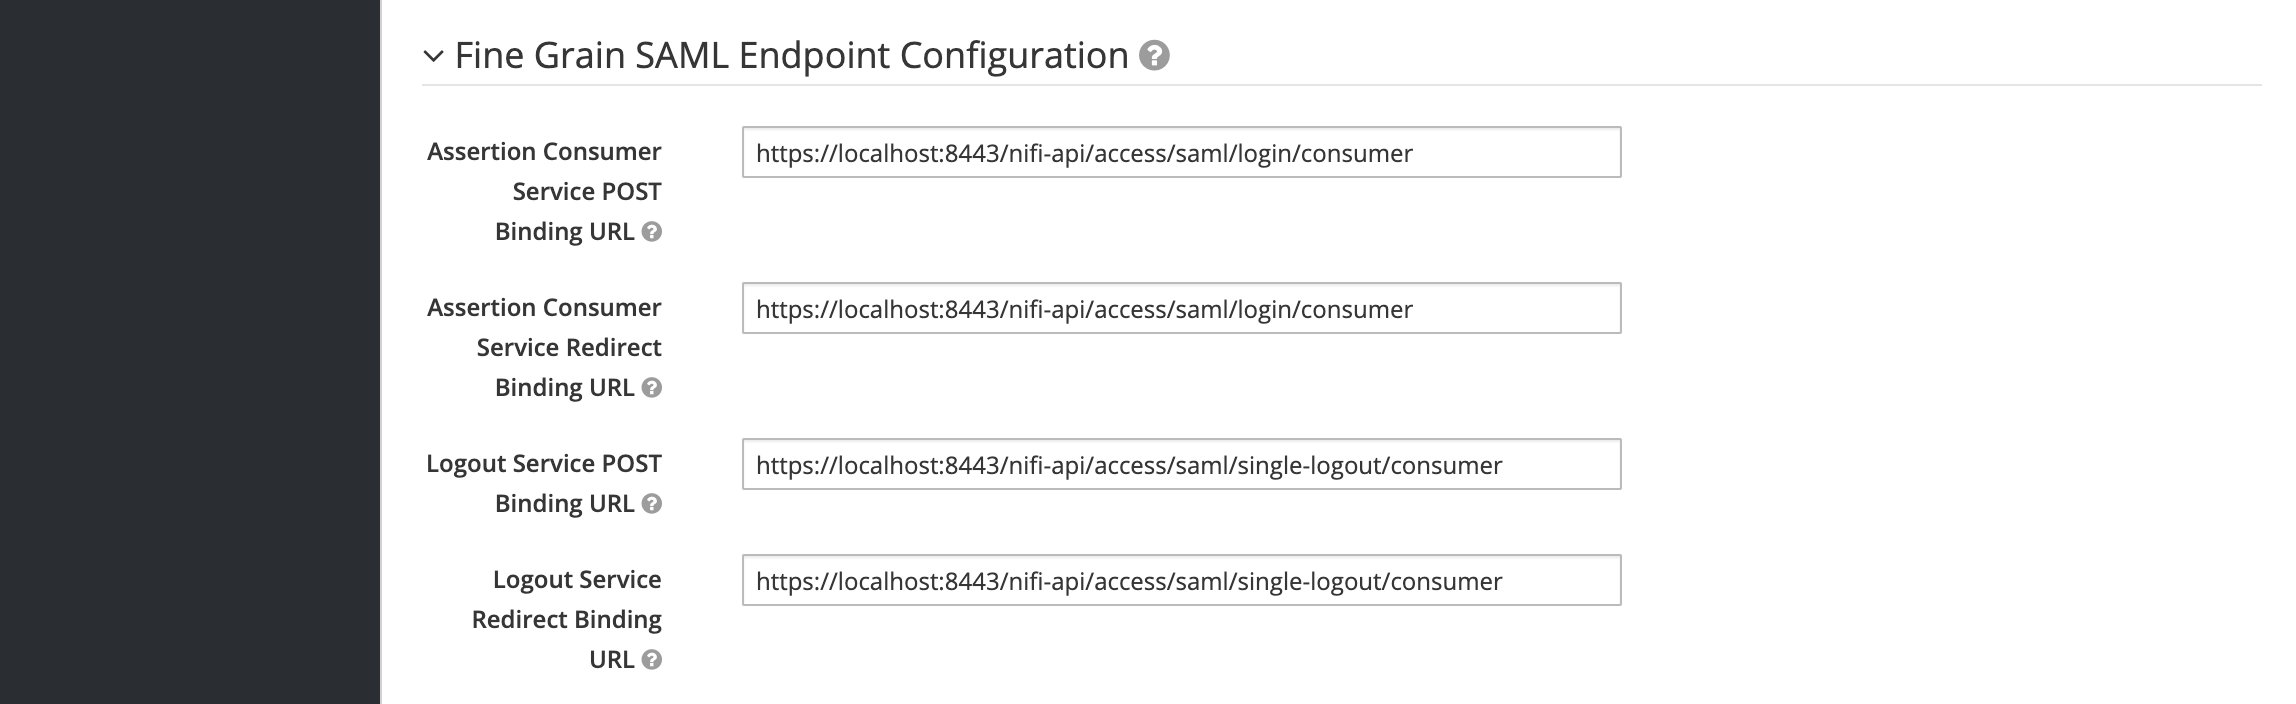 Fine Grain SAML Endpoint Configuration ?
Assertion Consumer
Service POST
Binding URL ?
https://localhost:8443/nifi-api/access/saml/login/consumer
Assertion Consumer
Service Redirect
Binding URL ?
https://localhost:8443/nifi-api/access/saml/login/consumer
Logout Service POST
Binding URL ?
https://localhost:8443/nifi-api/access/saml/single-logout/consumer
Logout Service
Redirect Binding
URL ?
https://localhost:8443/nifi-api/access/saml/single-logout/consumer